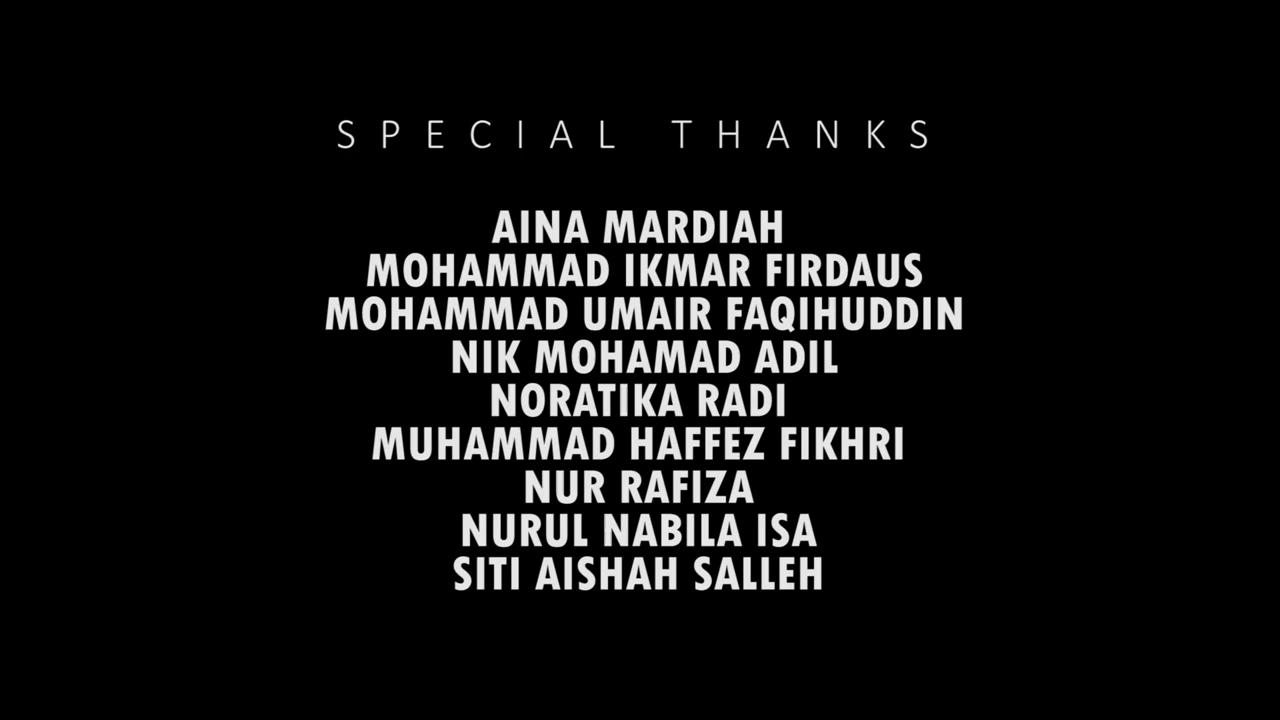 SPECIAL THANKS
AINA MARDIAH
MOHAMMAD IKMAR FIRDAUS
MOHAMMAD UMAIR FAQIHUDDIN
NIK MOHAMAD ADIL
NORATIKA RADI
MUHAMMAD HAFFEZ FIKHRI
NUR RAFIZA
NURUL NABILA ISA
SITI AISHAH SALLEH